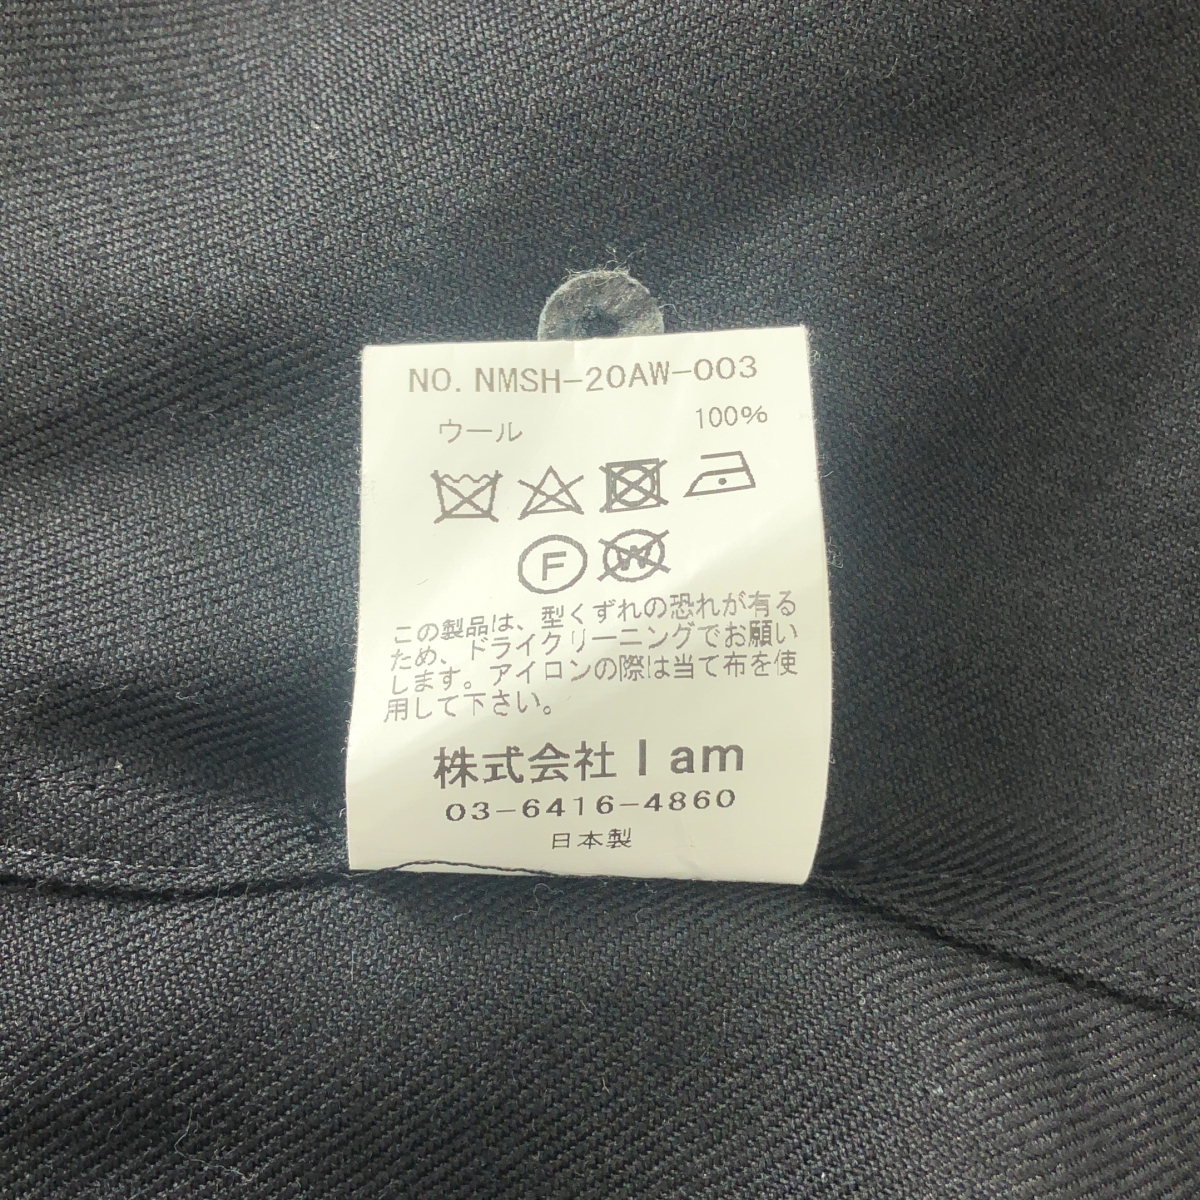 NO. NMSH-20AW-003
ウール 100%
F W
この製品は、型くずれの恐れが有る
ため、ドライクリーニングでお願い
します。アイロンの際は当て布を使
用して下さい。
株式会社 I am
03-6416-4860
日本製